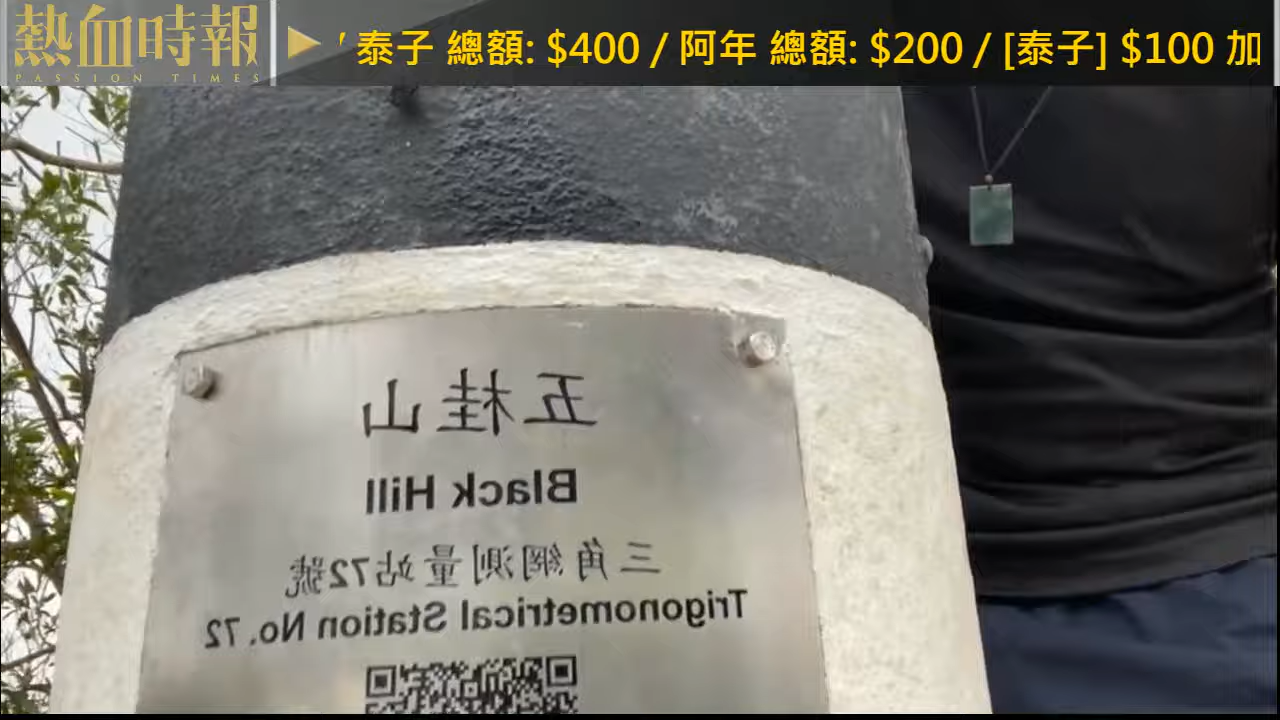 熱血時報
PASSION TIMES
泰子 總額: $400 / 阿年 總額: $200 / [泰子] $100 加
五桂山
Black Hill
三角網測量站72號
Trigonometrical Station No. 72